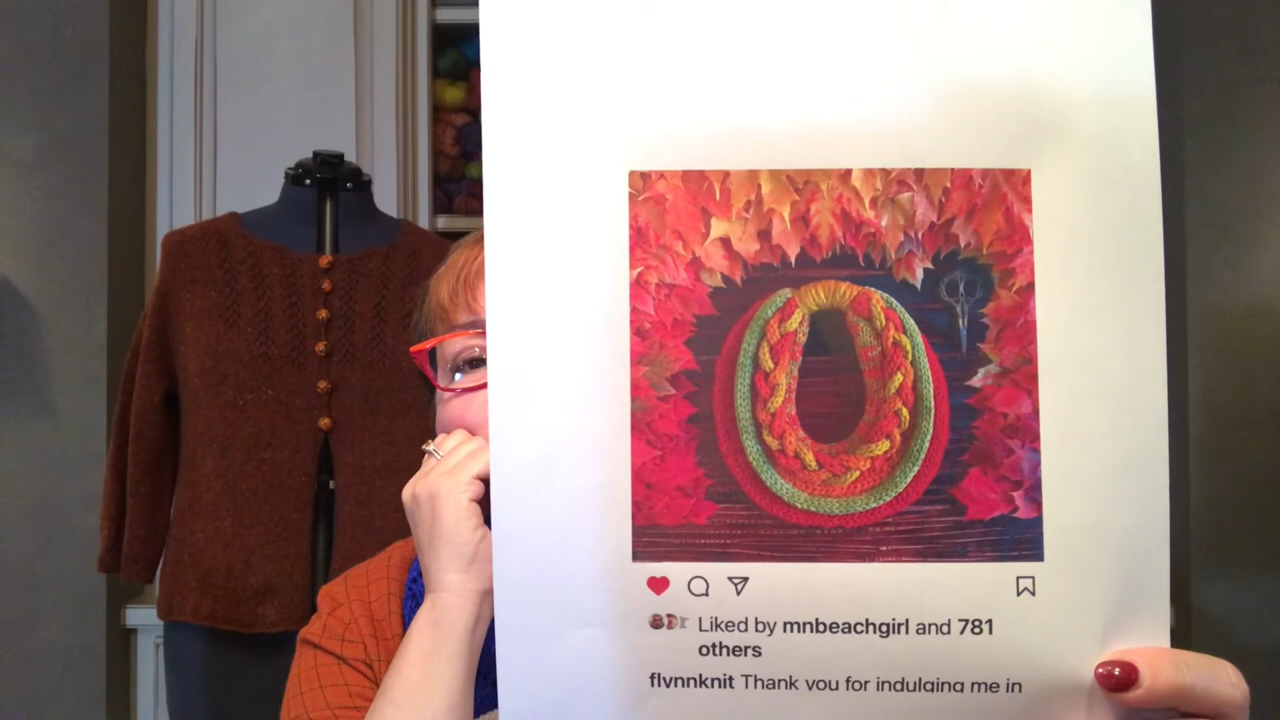 Liked by mnbeachgirl and 781
others
flynnknit Thank you for indulging me in